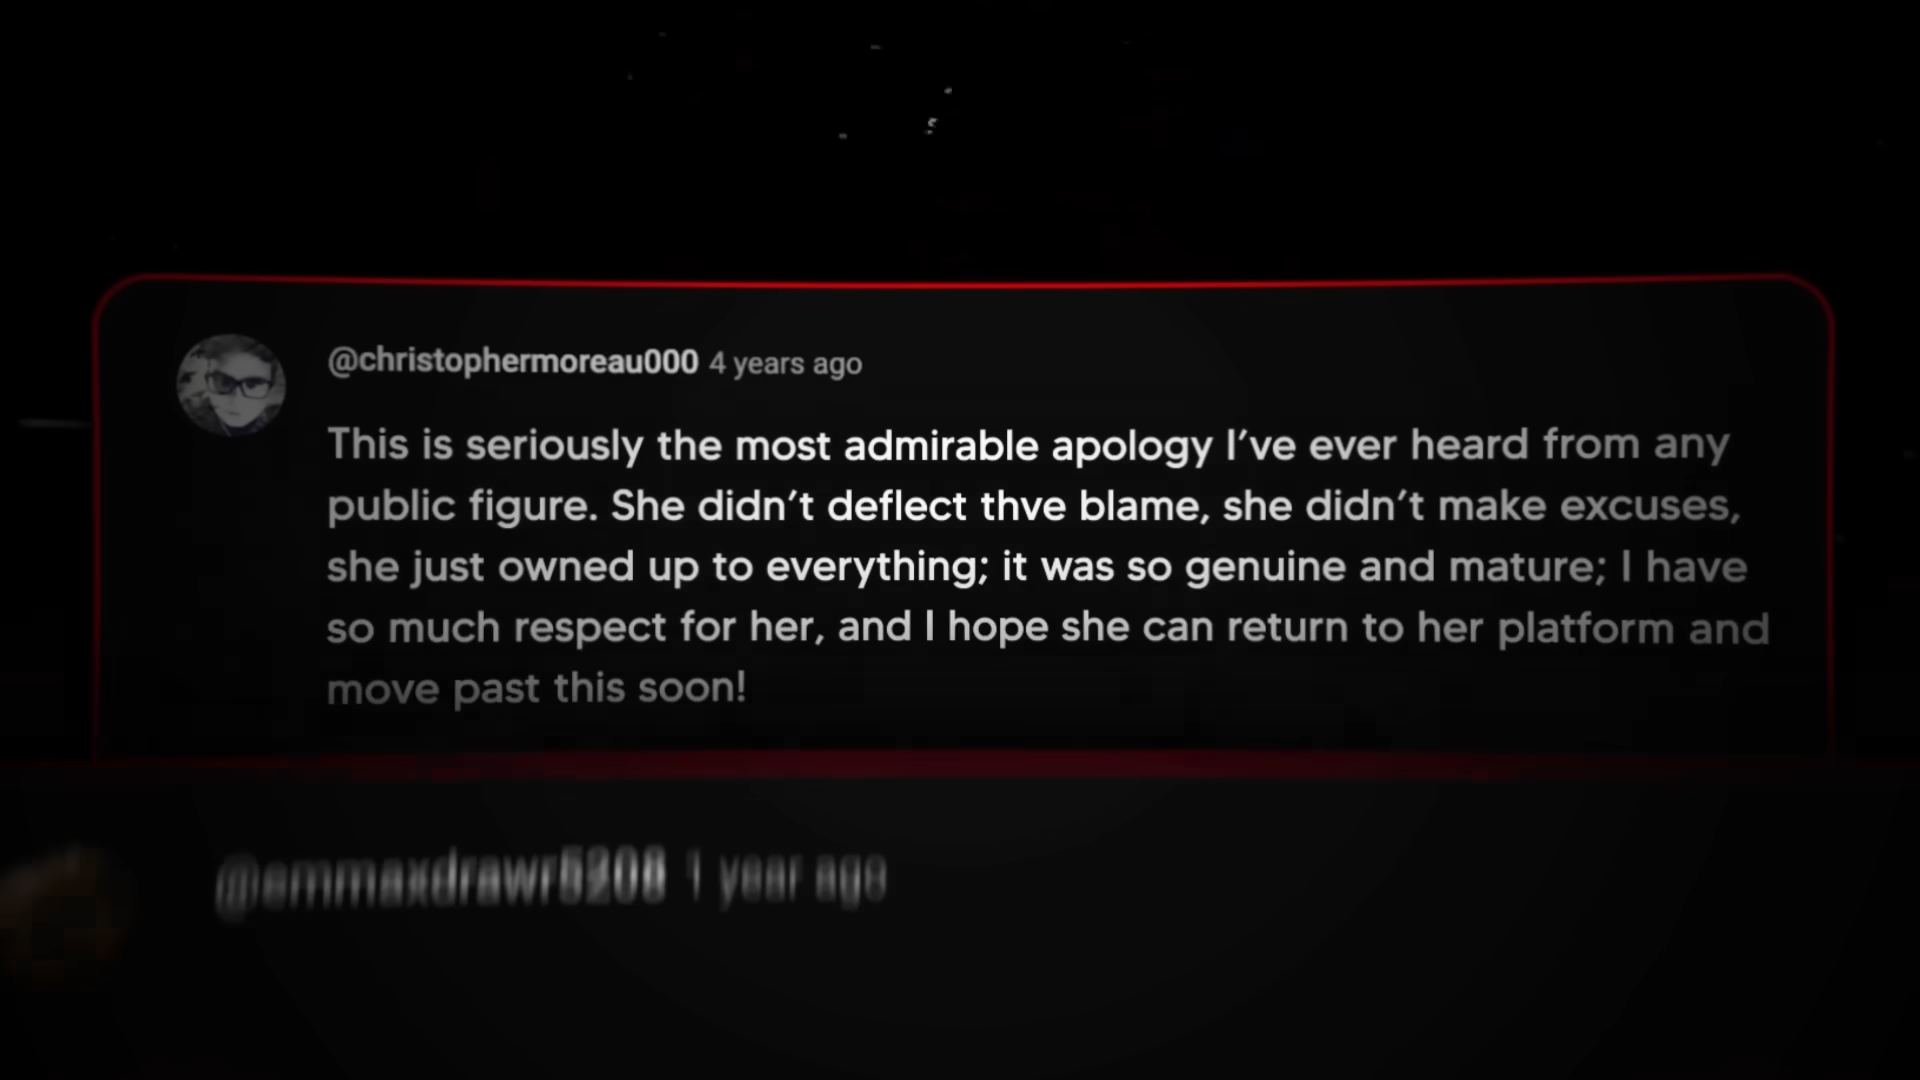 @christophermoreau000 4 years ago
This is seriously the most admirable apology I've ever heard from any
public figure. She didn't deflect thve blame, she didn't make excuses,
she just owned up to everything; it was so genuine and mature; I have
so much respect for her, and I hope she can return to her platform and
move past this soon!
1 year ago